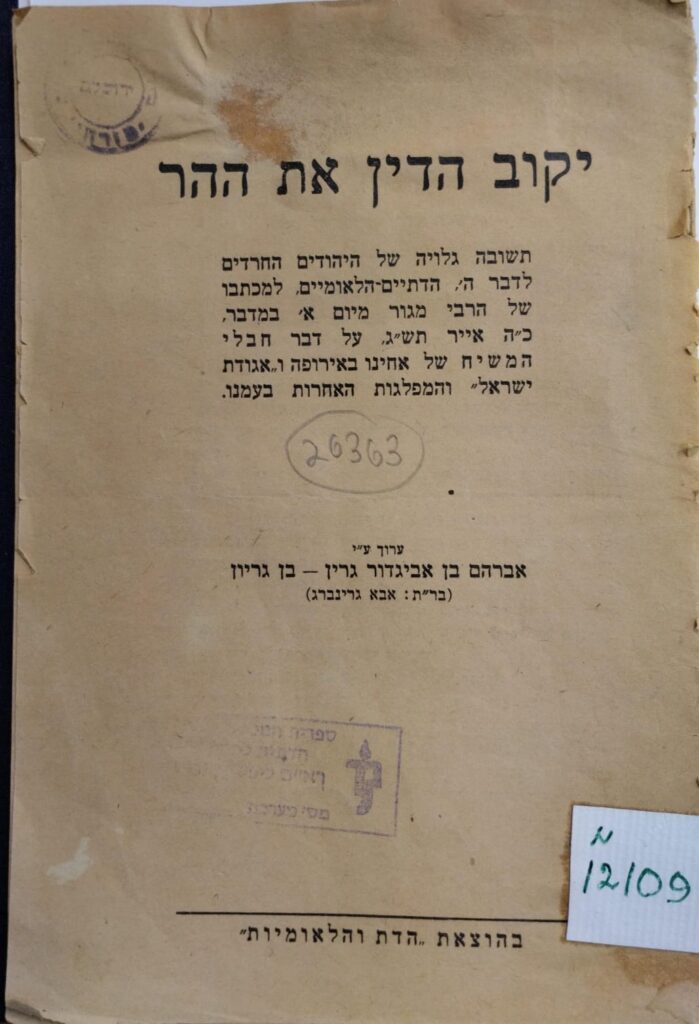 יקוב הדין את ההר
תשובה גלויה של היהודים החרדים
לדבר ה׳, הדתיים-הלאומיים, למכתבו
של הרבי מגור מיום א׳ במדבר,
כ״ה אייר תש״ג, על דבר חבלי
המשיח של אחינו באירופה ו„אגודת
ישראל״ והמפלגות האחרות בעמנו.
26363
ערוך ע״י
אברהם בן אביגדור גרין — בן גריון
(בר״ת: אבא גרינברג)
ספרית
12109
בהוצאת „הדת והלאומיות״